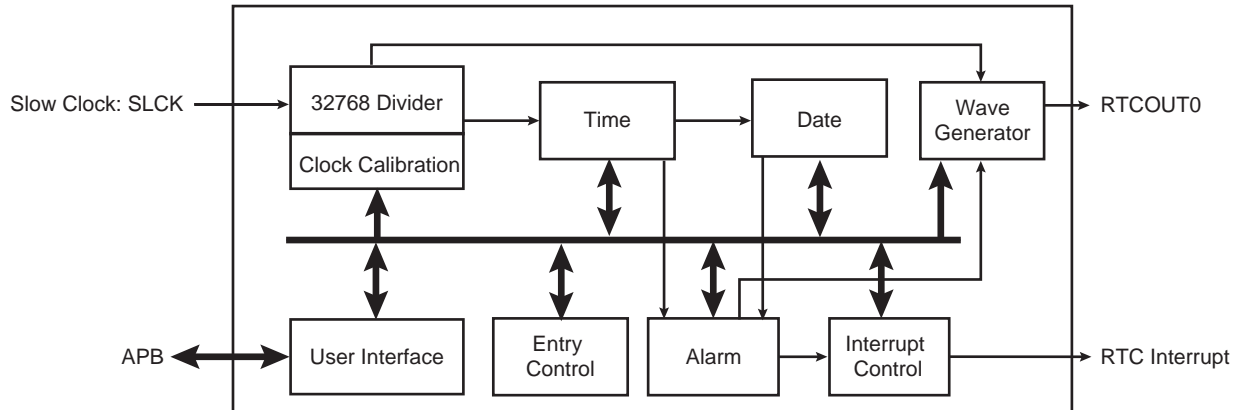 Slow Clock: SLCK
32768 Divider
Clock Calibration
Time
Date
Wave
Generator
RTCOUT0
APB
User Interface
Entry
Control
Alarm
Interrupt
Control
RTC Interrupt